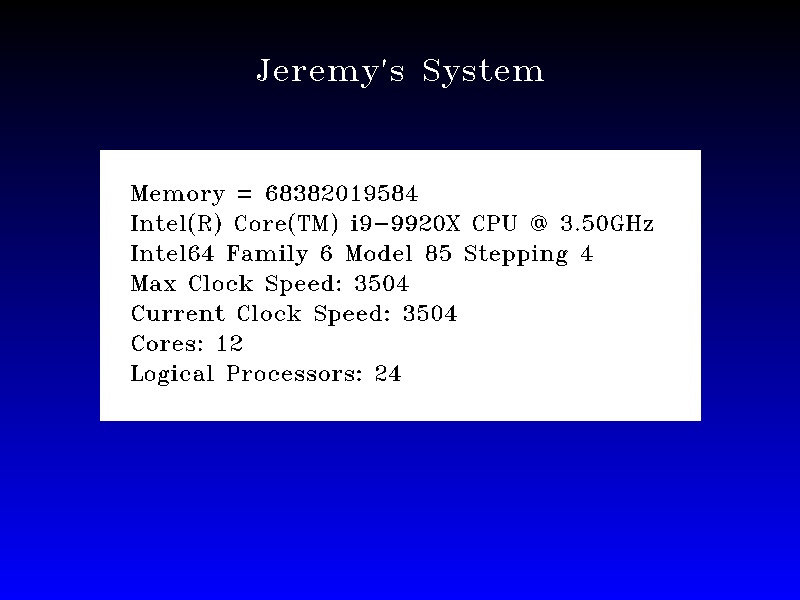 Jeremy's System
Memory = 68382019584
Intel(R) Core(TM) i9-9920X CPU @ 3.50GHz
Intel64 Family 6 Model 85 Stepping 4
Max Clock Speed: 3504
Current Clock Speed: 3504
Cores: 12
Logical Processors: 24